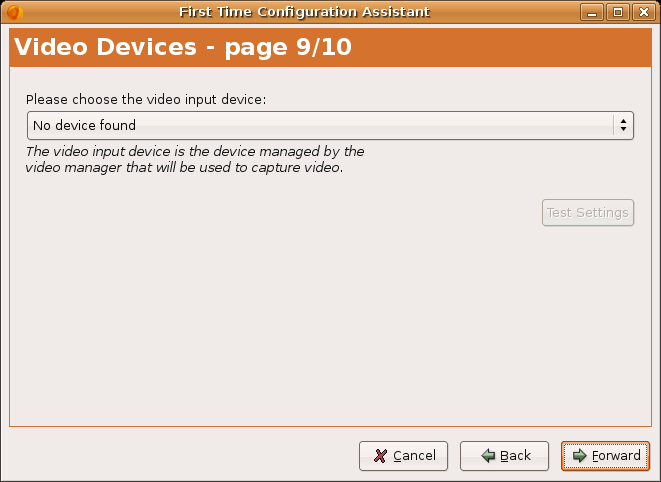 First Time Configuration Assistant
Video Devices - page 9/10
Please choose the video input device:
No device found
The video input device is the device managed by the
video manager that will be used to capture video.
Test Settings
Cancel
Back
Forward